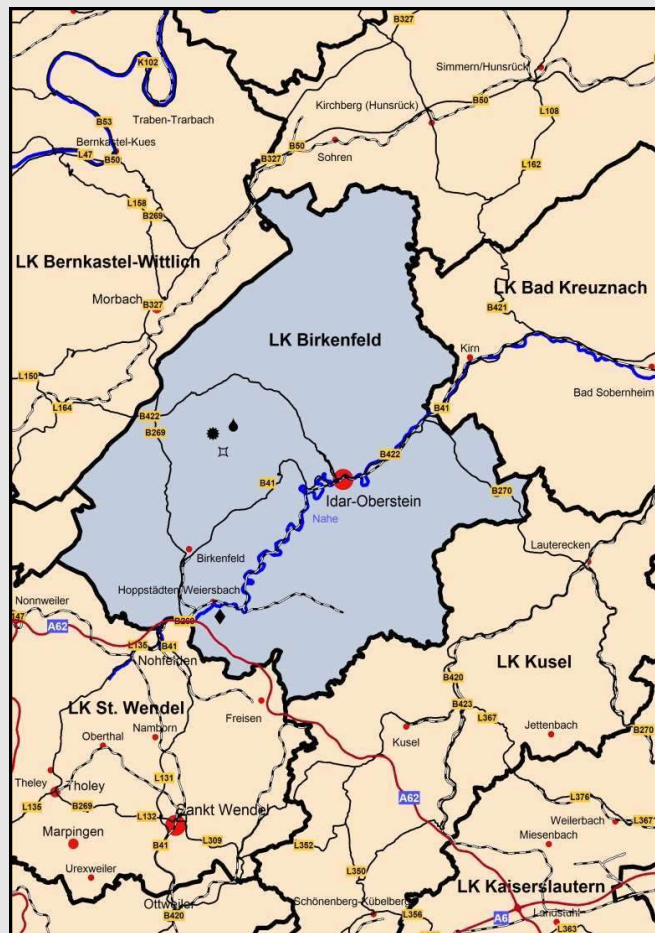 B327
K102
Simmern/Hunsrück
B50
Traben-Trarbach
Kirchberg (Hunsrück)
L108
B53
Bernkastel-Kues
L47
B50
B50
B327
Sohren
L162
L158
B269
LK Bernkastel-Wittlich
LK Bad Kreuznach
Morbach
B327
B421
LK Birkenfeld
Kirn
L150
Bad Sobernheim
L164
B422
B269
B41
B422
B41
B270
Idar-Oberstein
Nahe
Birkenfeld
Lauterecken
Hoppstädten/Weiersbach
Nonnweiler
A62
B269
L135
B41
Nohfelden
LK Kusel
B420
LK St. Wendel
Freisen
B423
L367
Namborn
Oberthal
Kusel
Jettenbach
B270
L131
Theley
Tholey
A62
L376
L135
B269
L132
Sankt Wendel
Weilerbach
L367
Marpingen
B41
L309
L352
Miesenbach
Urexweiler
L350
LK Kaiserslautern
Ottweiler
B420
Schönenberg-Kübelberg
L356
A6
Landstuhl
L363